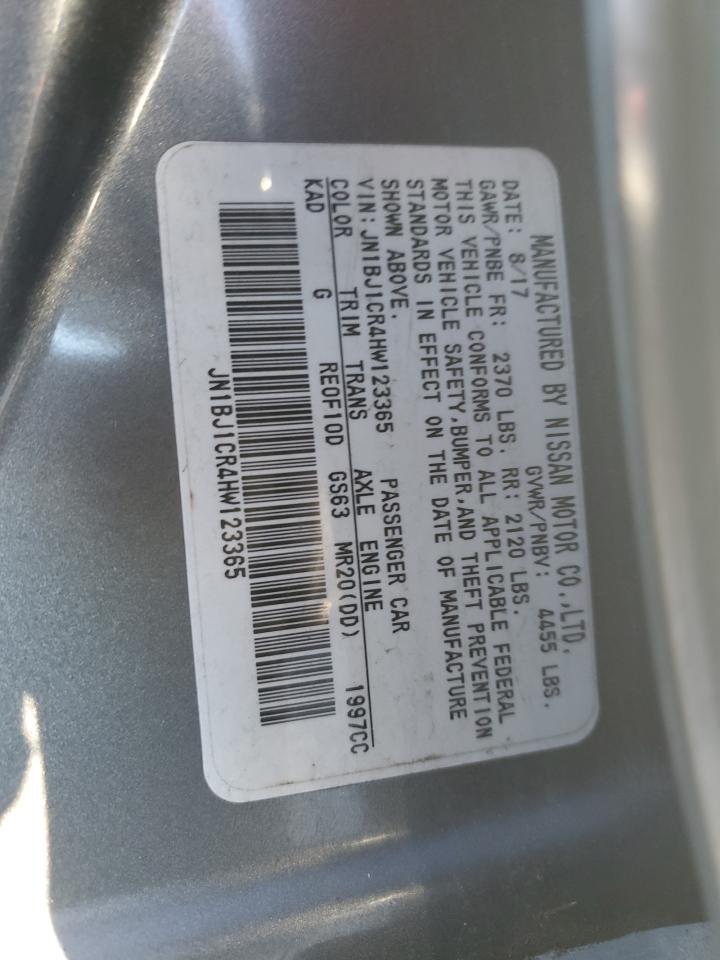 MANUFACTURED BY NISSAN MOTOR CO.,LTD.
DATE: 8/17 GVWR/PNBV: 4455 LBS.
GAWR/PNBE FR: 2370 LBS. RR: 2120 LBS.
THIS VEHICLE CONFORMS TO ALL APPLICABLE FEDERAL
MOTOR VEHICLE SAFETY,BUMPER,AND THEFT PREVENTION
STANDARDS IN EFFECT ON THE DATE OF MANUFACTURE
SHOWN ABOVE.
VIN:JN1BJ1CR4HW123365 PASSENGER CAR
COLOR TRIM TRANS AXLE ENGINE
KAD G RE0F10D GS63 MR20(DD) 1997CC
JN1BJ1CR4HW123365